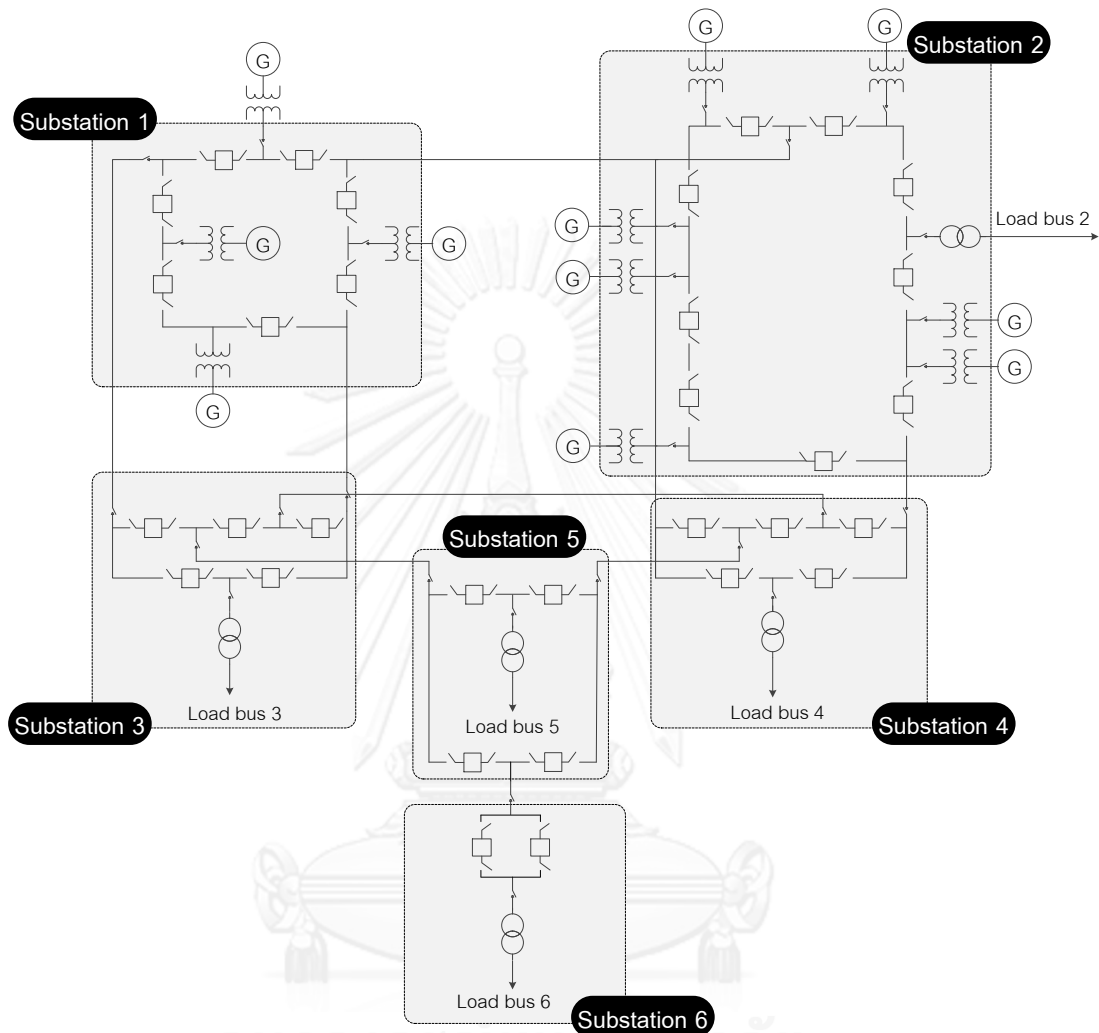 G
G
G
Substation 2
Substation 1
G
Load bus 2
G
G
G
G
G
G
G
G
Substation 5
Load bus 3
Load bus 5
Load bus 4
Substation 3
Substation 4
Load bus 6
Substation 6